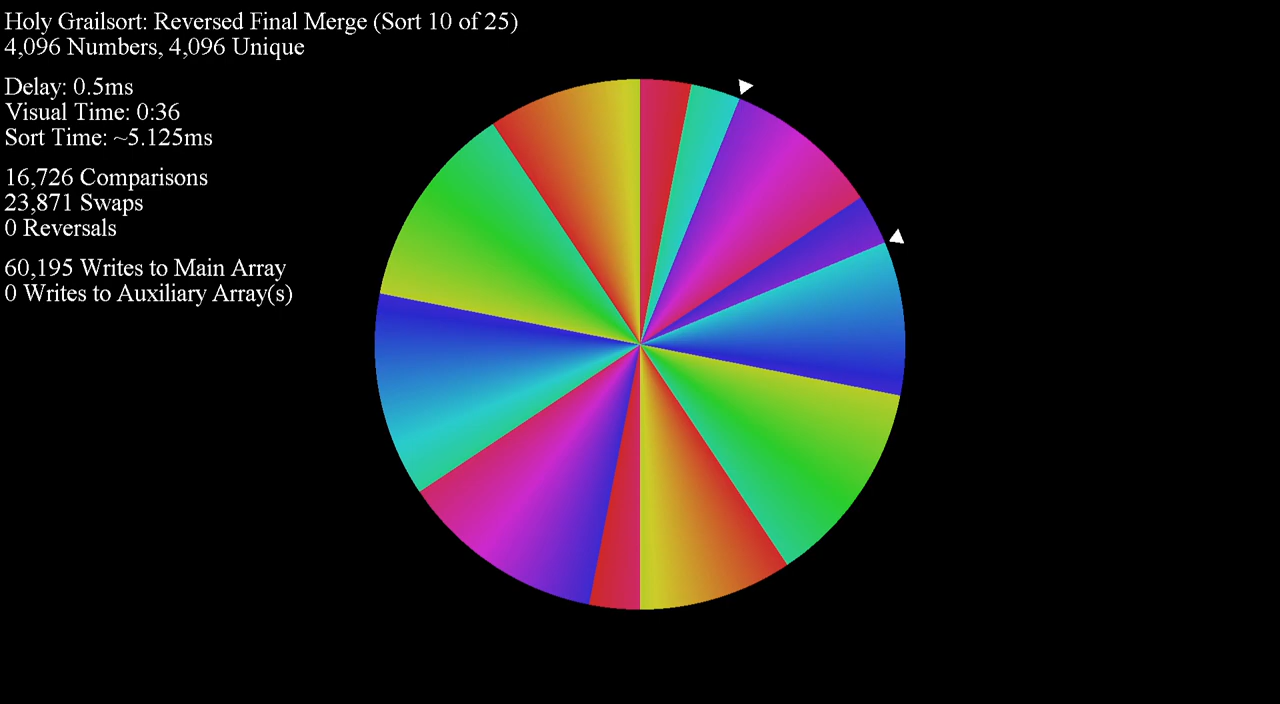 Holy Grailsort: Reversed Final Merge (Sort 10 of 25)
4,096 Numbers, 4,096 Unique
Delay: 0.5ms
Visual Time: 0:36
Sort Time: ~5.125ms
16,726 Comparisons
23,871 Swaps
0 Reversals
60,195 Writes to Main Array
0 Writes to Auxiliary Array(s)